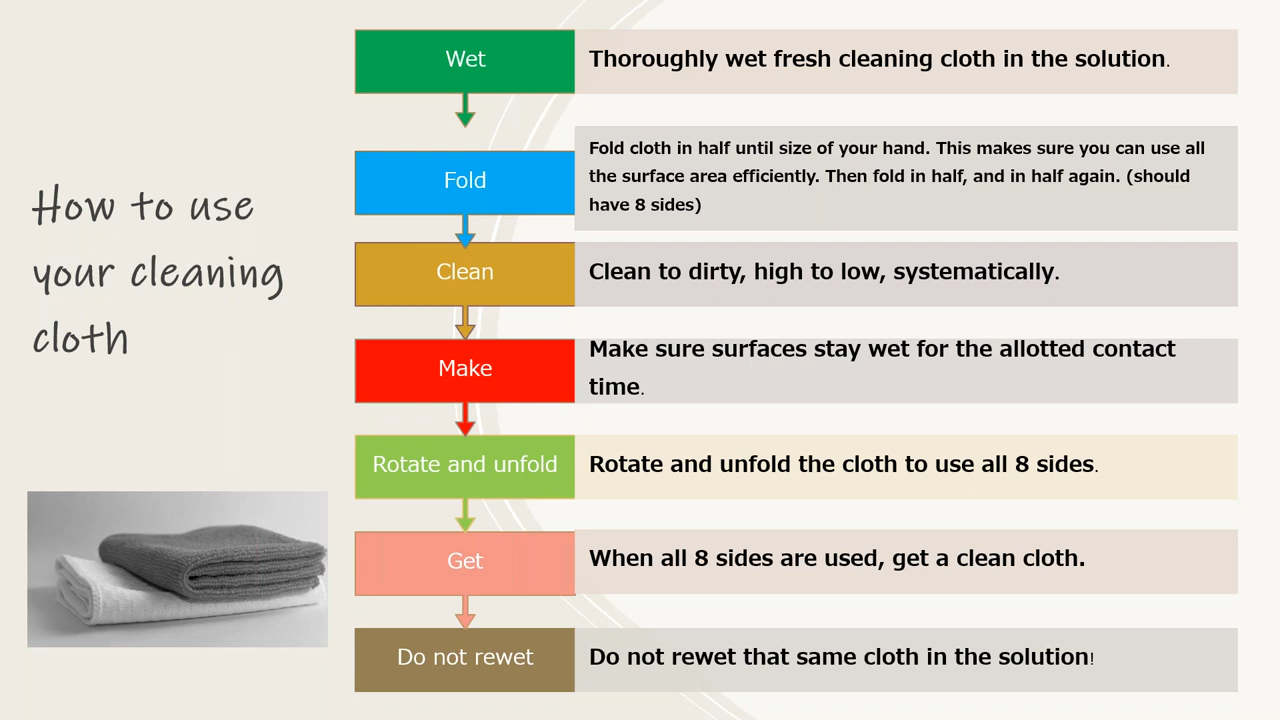 How to use
your cleaning
cloth
Wet
Thoroughly wet fresh cleaning cloth in the solution.
Fold
Fold cloth in half until size of your hand. This makes sure you can use all
the surface area efficiently. Then fold in half, and in half again. (should
have 8 sides)
Clean
Clean to dirty, high to low, systematically.
Make
Make sure surfaces stay wet for the allotted contact
time.
Rotate and unfold
Rotate and unfold the cloth to use all 8 sides.
Get
When all 8 sides are used, get a clean cloth.
Do not rewet
Do not rewet that same cloth in the solution!